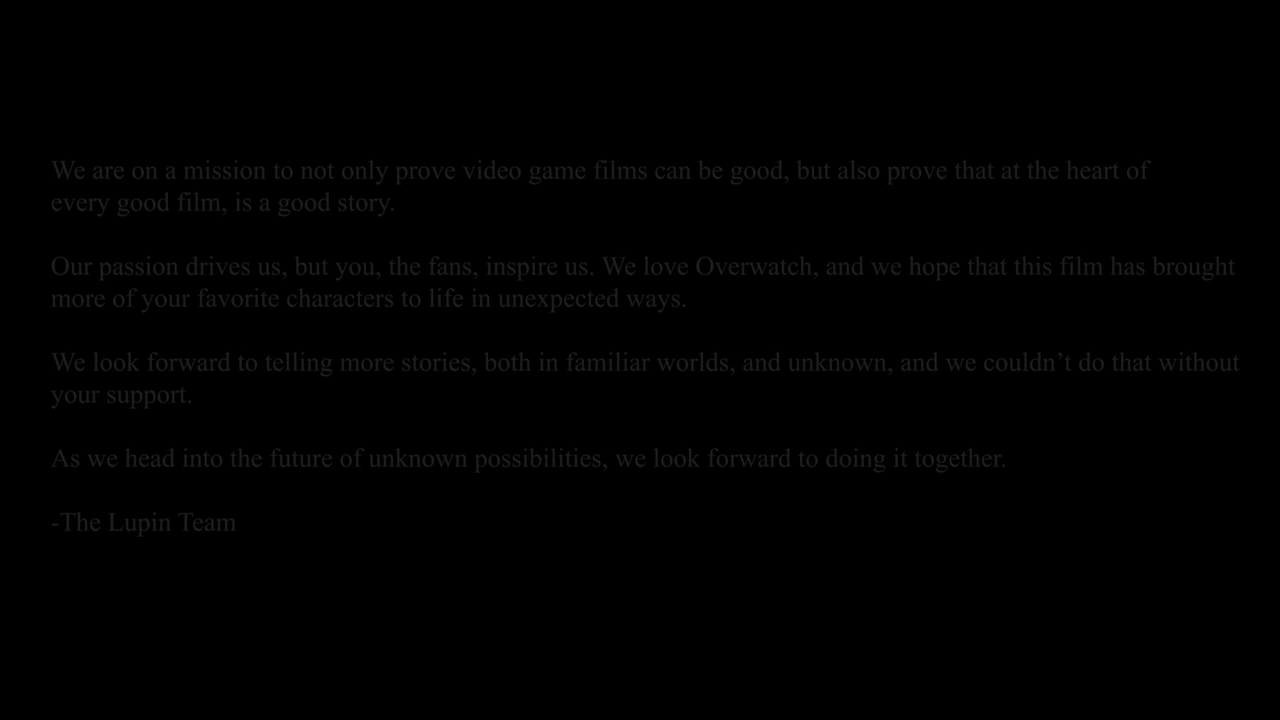 We are on a mission to not only prove video game films can be good, but also prove that at the heart of
every good film, is a good story.
Our passion drives us, but you, the fans, inspire us. We love Overwatch, and we hope that this film has brought
more of your favorite characters to life in unexpected ways.
We look forward to telling more stories, both in familiar worlds, and unknown, and we couldn’t do that without
your support.
As we head into the future of unknown possibilities, we look forward to doing it together.
-The Lupin Team